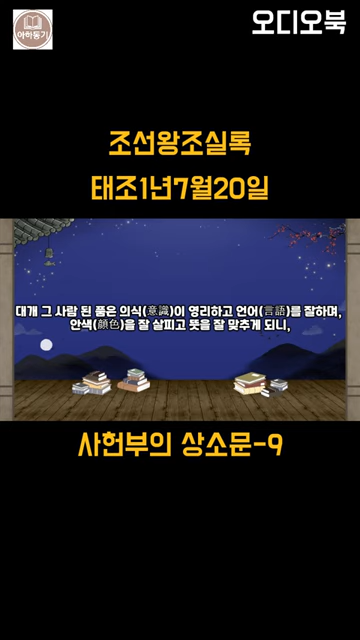 아하동기
오디오북
조선왕조실록
태조1년7월20일
대개 그 사람 된 품은 의식(意識)이 영리하고 언어(言語)를 잘하며,
안색(顔色)을 잘 살피고 뜻을 잘 맞추게 되니,
사헌부의 상소문-9